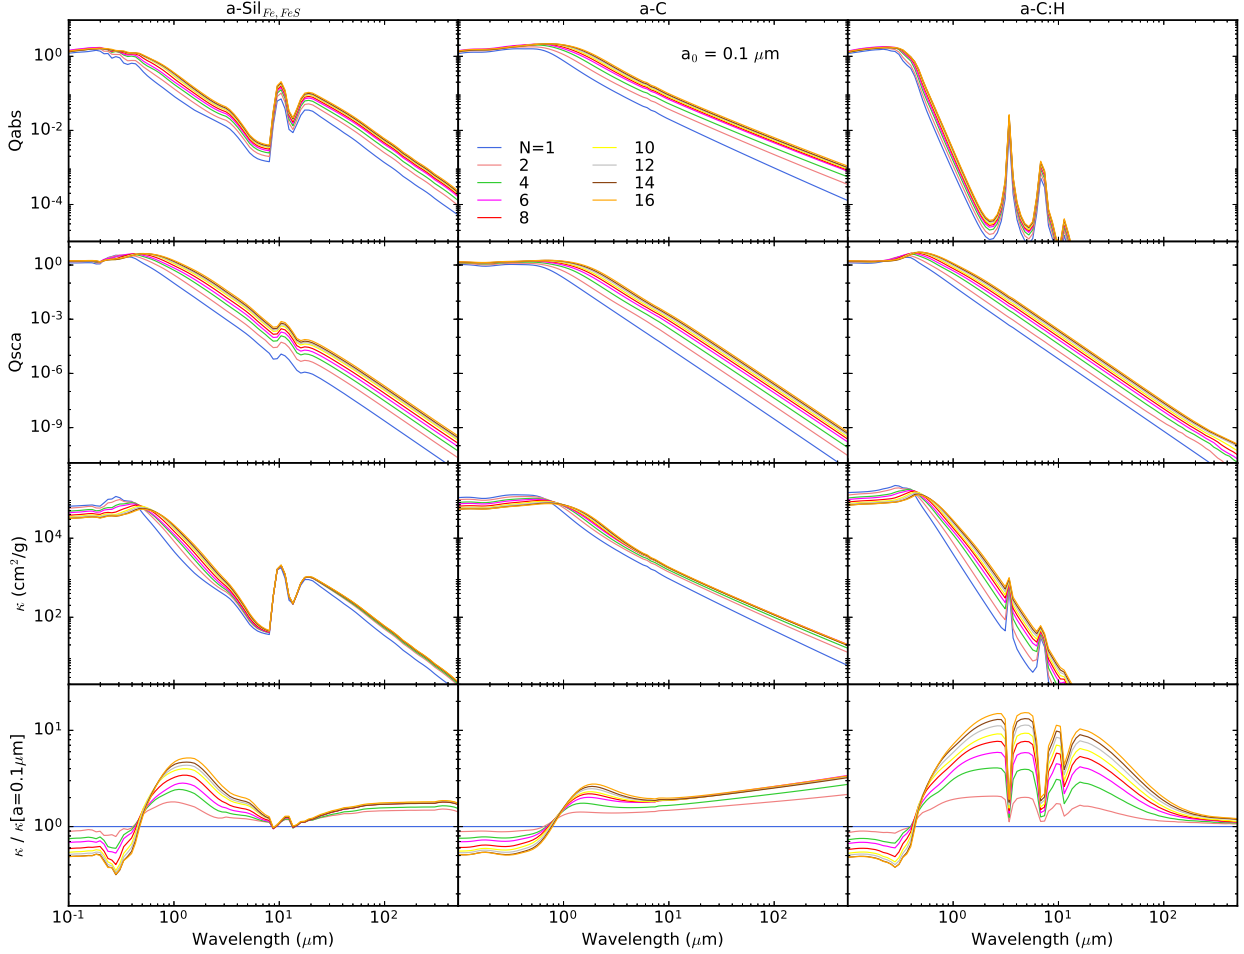 a-Sil_{Fe, FeS}
a-C
a-C:H
a_0 = 0.1 μm
Qabs
10^0
10^{-2}
10^{-4}
N=1
2
4
6
8
10
12
14
16
Qsca
10^0
10^{-3}
10^{-6}
10^{-9}
κ (cm^2/g)
10^4
10^2
κ / κ[a=0.1μm]
10^1
10^0
10^{-1} 10^0 10^1 10^2 10^0 10^1 10^2 10^0 10^1 10^2
Wavelength (μm) Wavelength (μm) Wavelength (μm)